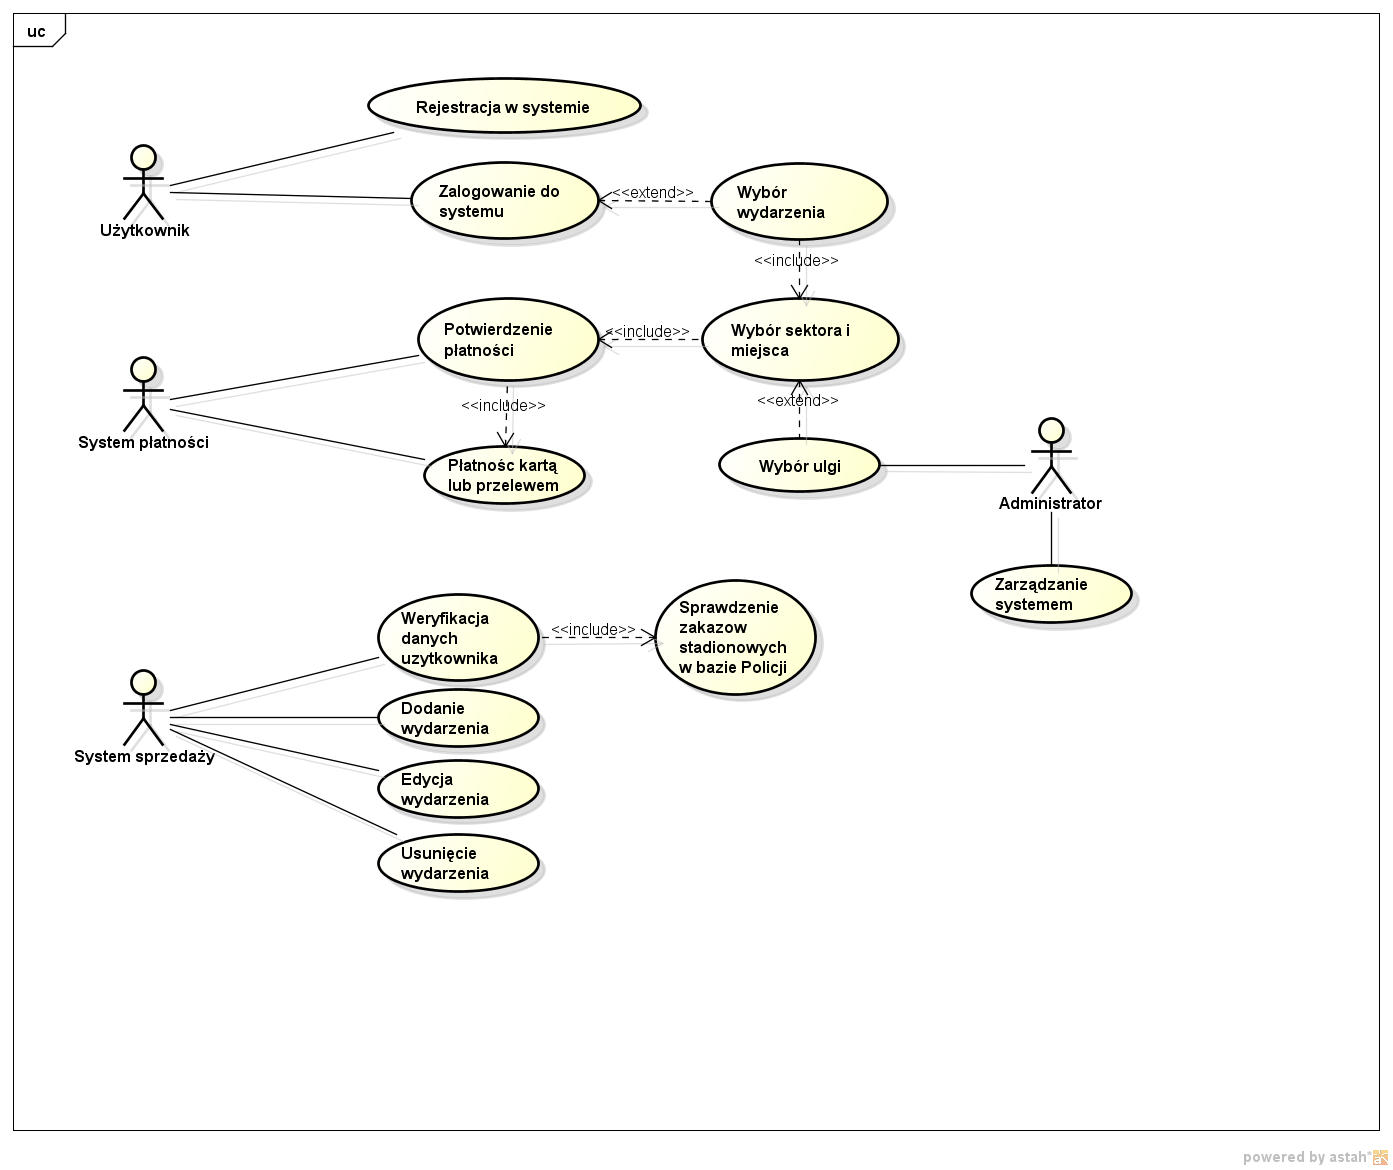 uc
Rejestracja w systemie
Użytkownik
Zalogowanie do
systemu
<<extend>>
Wybór
wydarzenia
<<include>>
Potwierdzenie
płatności
<<include>>
Wybór sektora i
miejsca
System płatności
<<include>>
<<extend>>
Płatnośc kartą
lub przelewem
Wybór ulgi
Administrator
Zarządzanie
systemem
Weryfikacja
danych
uzytkownika
<<include>>
Sprawdzenie
zakazow
stadionowych
w bazie Policji
System sprzedaży
Dodanie
wydarzenia
Edycja
wydarzenia
Usunięcie
wydarzenia
powered by astah*